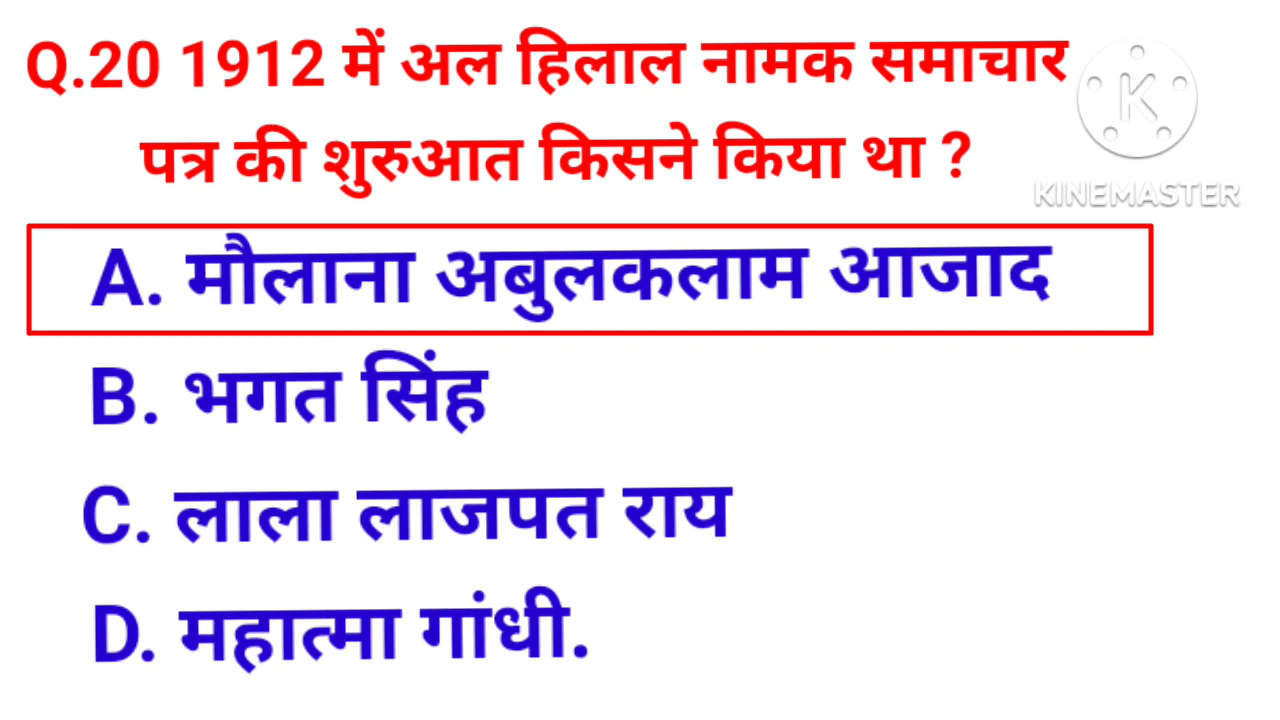 Q.20 1912 में अल हिलाल नामक समाचार
पत्र की शुरुआत किसने किया था ?
K
KINEMASTER
A. मौलाना अबुलकलाम आजाद
B. भगत सिंह
C. लाला लाजपत राय
D. महात्मा गांधी.